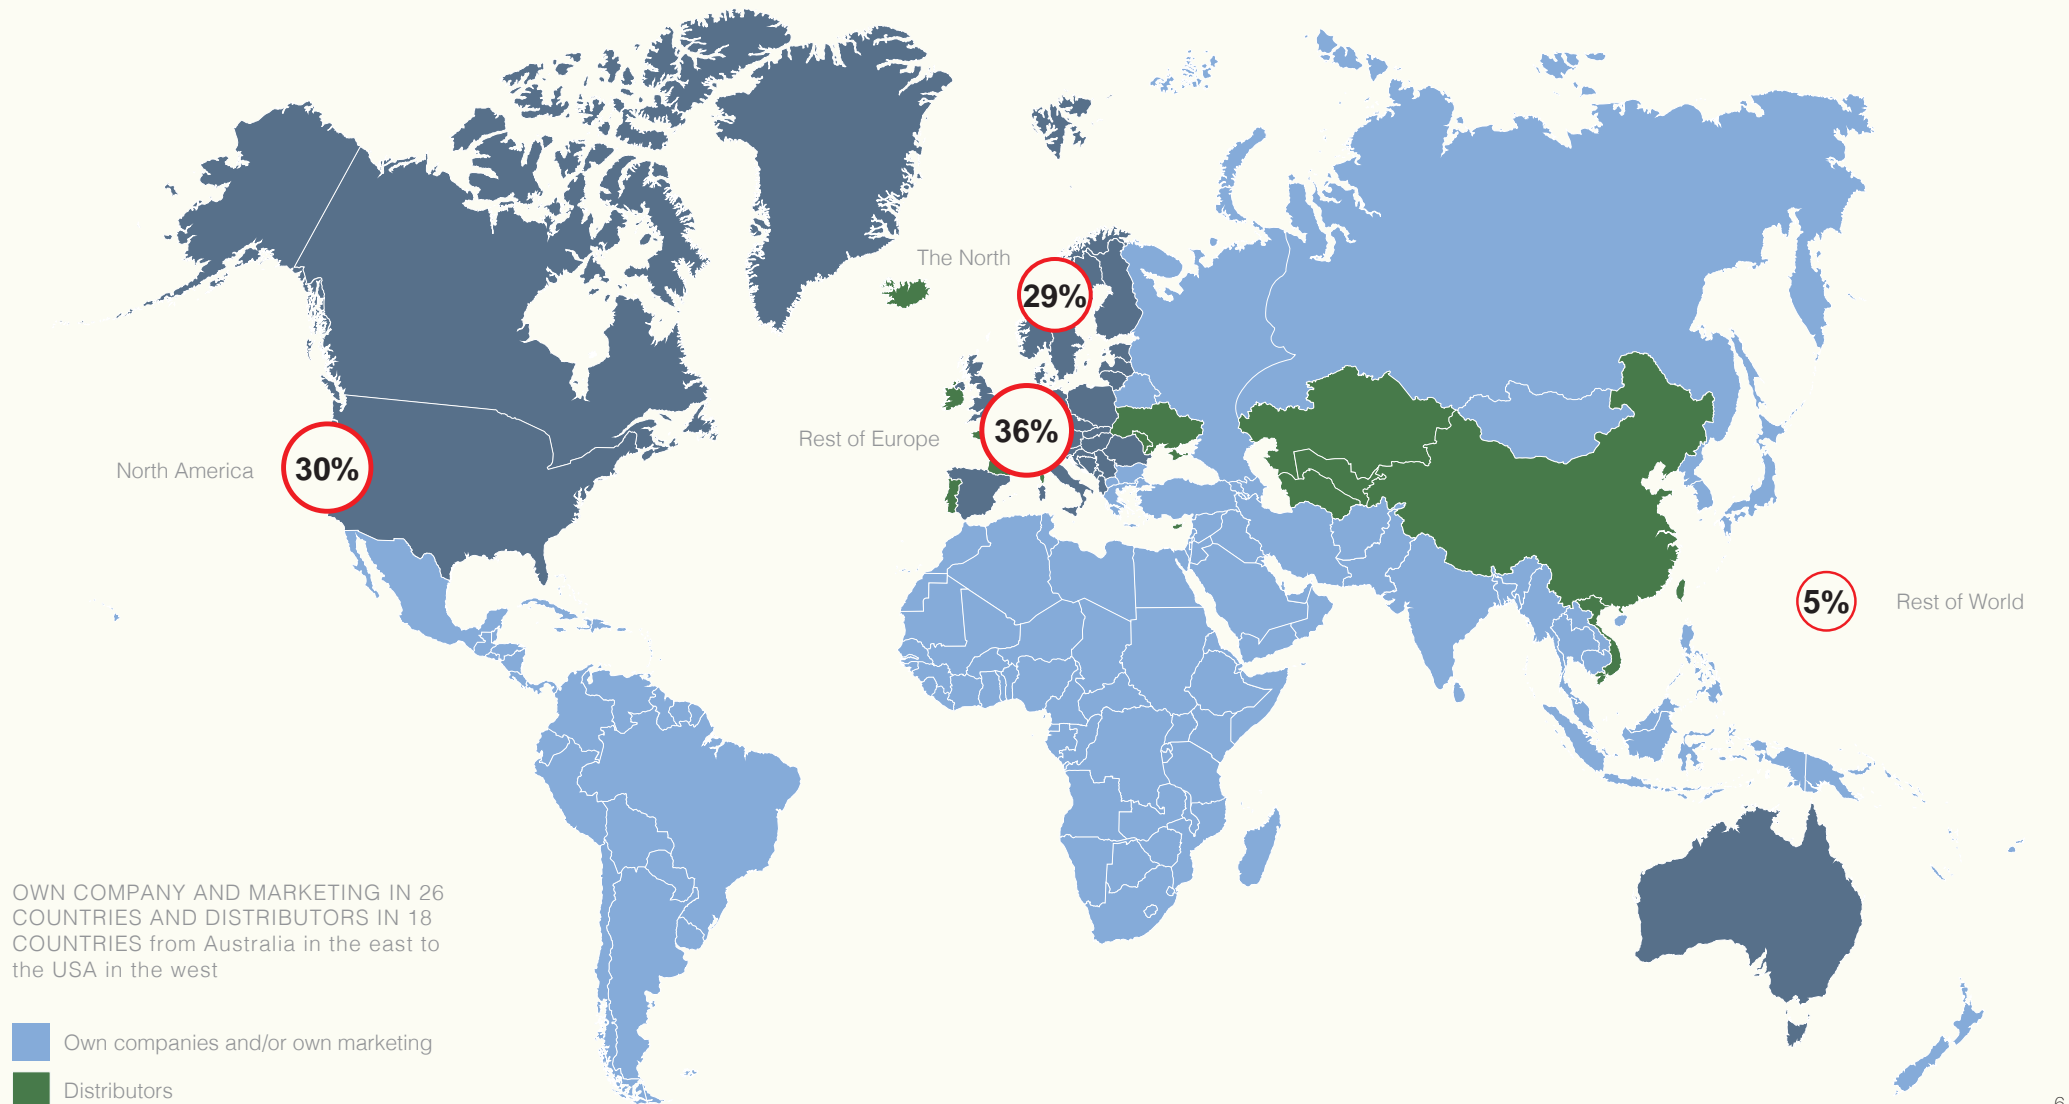 The North
29%
Rest of Europe
36%
North America
30%
5%
Rest of World
OWN COMPANY AND MARKETING IN 26
COUNTRIES AND DISTRIBUTORS IN 18
COUNTRIES from Australia in the east to
the USA in the west
Own companies and/or own marketing
Distributors
6